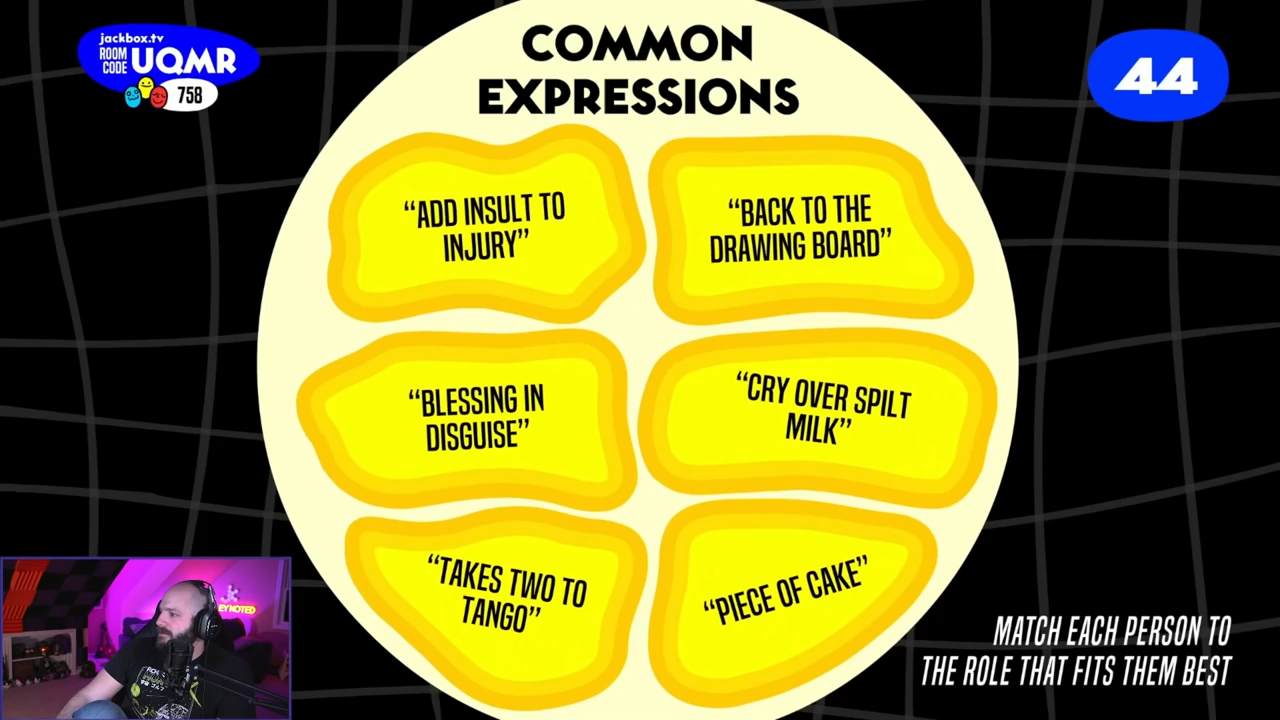 jackbox.tv
ROOM
CODE
UQMR
758
44
COMMON
EXPRESSIONS
“ADD INSULT TO
INJURY”
“BACK TO THE
DRAWING BOARD”
“BLESSING IN
DISGUISE”
“CRY OVER SPILT
MILK”
“TAKES TWO TO
TANGO”
“PIECE OF CAKE”
MATCH EACH PERSON TO
THE ROLE THAT FITS THEM BEST